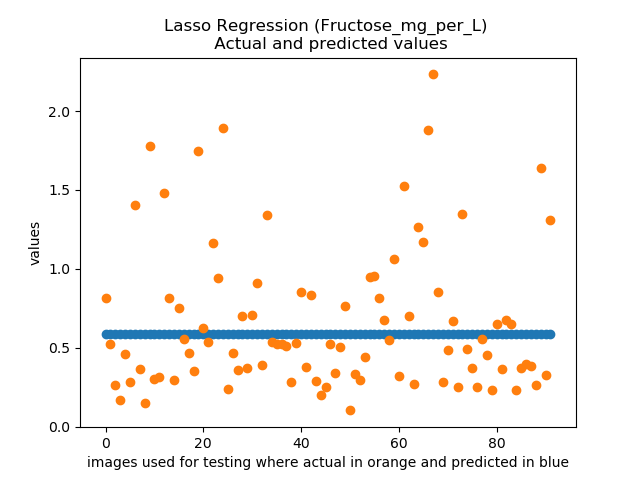 Lasso Regression (Fructose_mg_per_L)
Actual and predicted values
values
2.0
1.5
1.0
0.5
0.0
0 20 40 60 80
images used for testing where actual in orange and predicted in blue